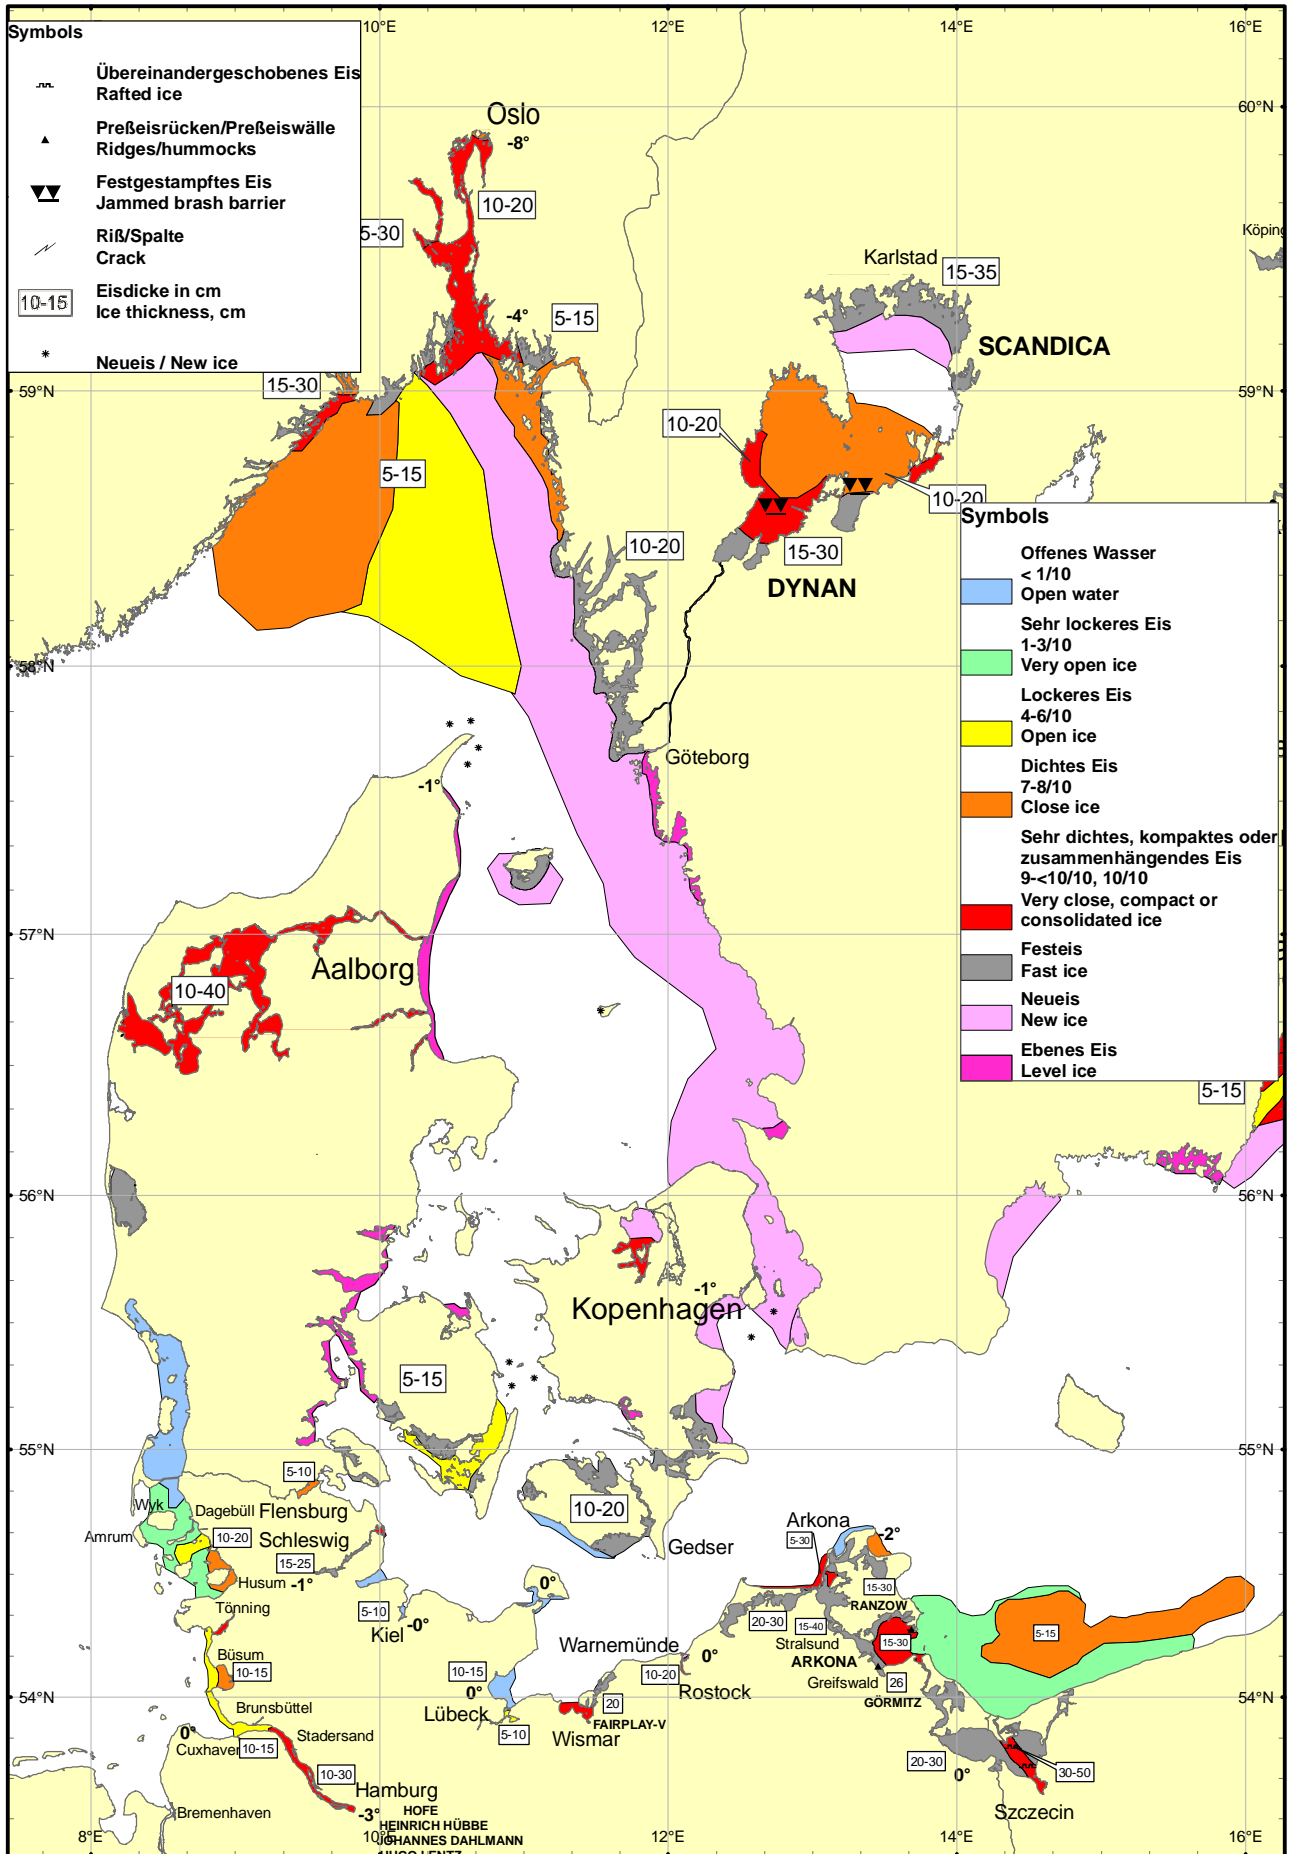 10°E
12°E
14°E
16°E
Symbols
Übereinandergeschobenes Eis
Rafted ice
Preßeisrücken/Preßeiswälle
Ridges/hummocks
Festgestampftes Eis
Jammed brash barrier
Riß/Spalte
Crack
10-15
Eisdicke in cm
Ice thickness, cm
Neueis / New ice
60°N
Oslo
-8°
10-20
5-30
Köping
Karlstad
15-35
-4°
5-15
SCANDICA
59°N
15-30
59°N
10-20
5-15
10-20
10-20
15-30
DYNAN
Symbols
Offenes Wasser
< 1/10
Open water
Sehr lockeres Eis
1-3/10
Very open ice
Lockeres Eis
4-6/10
Open ice
Dichtes Eis
7-8/10
Close ice
Sehr dichtes, kompaktes oder
zusammenhängendes Eis
9-<10/10, 10/10
Very close, compact or
consolidated ice
Festeis
Fast ice
Neueis
New ice
Ebenes Eis
Level ice
58°N
Göteborg
-1°
57°N
Aalborg
10-40
5-15
56°N
56°N
-1°
Kopenhagen
5-15
55°N
55°N
5-10
Wyk
Dagebüll
Flensburg
10-20
Arkona
Amrum
10-20
Schleswig
5-30
-2°
Gedser
15-25
Husum
-1°
0°
15-30
RANZOW
Tönning
5-10
-0°
20-30
15-40
15-30
5-15
Kiel
Warnemünde
Stralsund
ARKONA
Büsum
10-15
10-15
0°
10-20
0°
Rostock
Greifswald
26
GÖRMITZ
54°N
54°N
Brunsbüttel
Lübeck
20
FAIRPLAY-V
0°
Stadersand
5-10
Wismar
Cuxhaven
10-15
20-30
0°
30-50
10-30
Hamburg
Szczecin
Bremenhaven
-3°
HOFE
HEINRICH HÜBBE
JOHANNES DAHLMANN
HUGO LENTZ
8°E
10°E
12°E
14°E
16°E